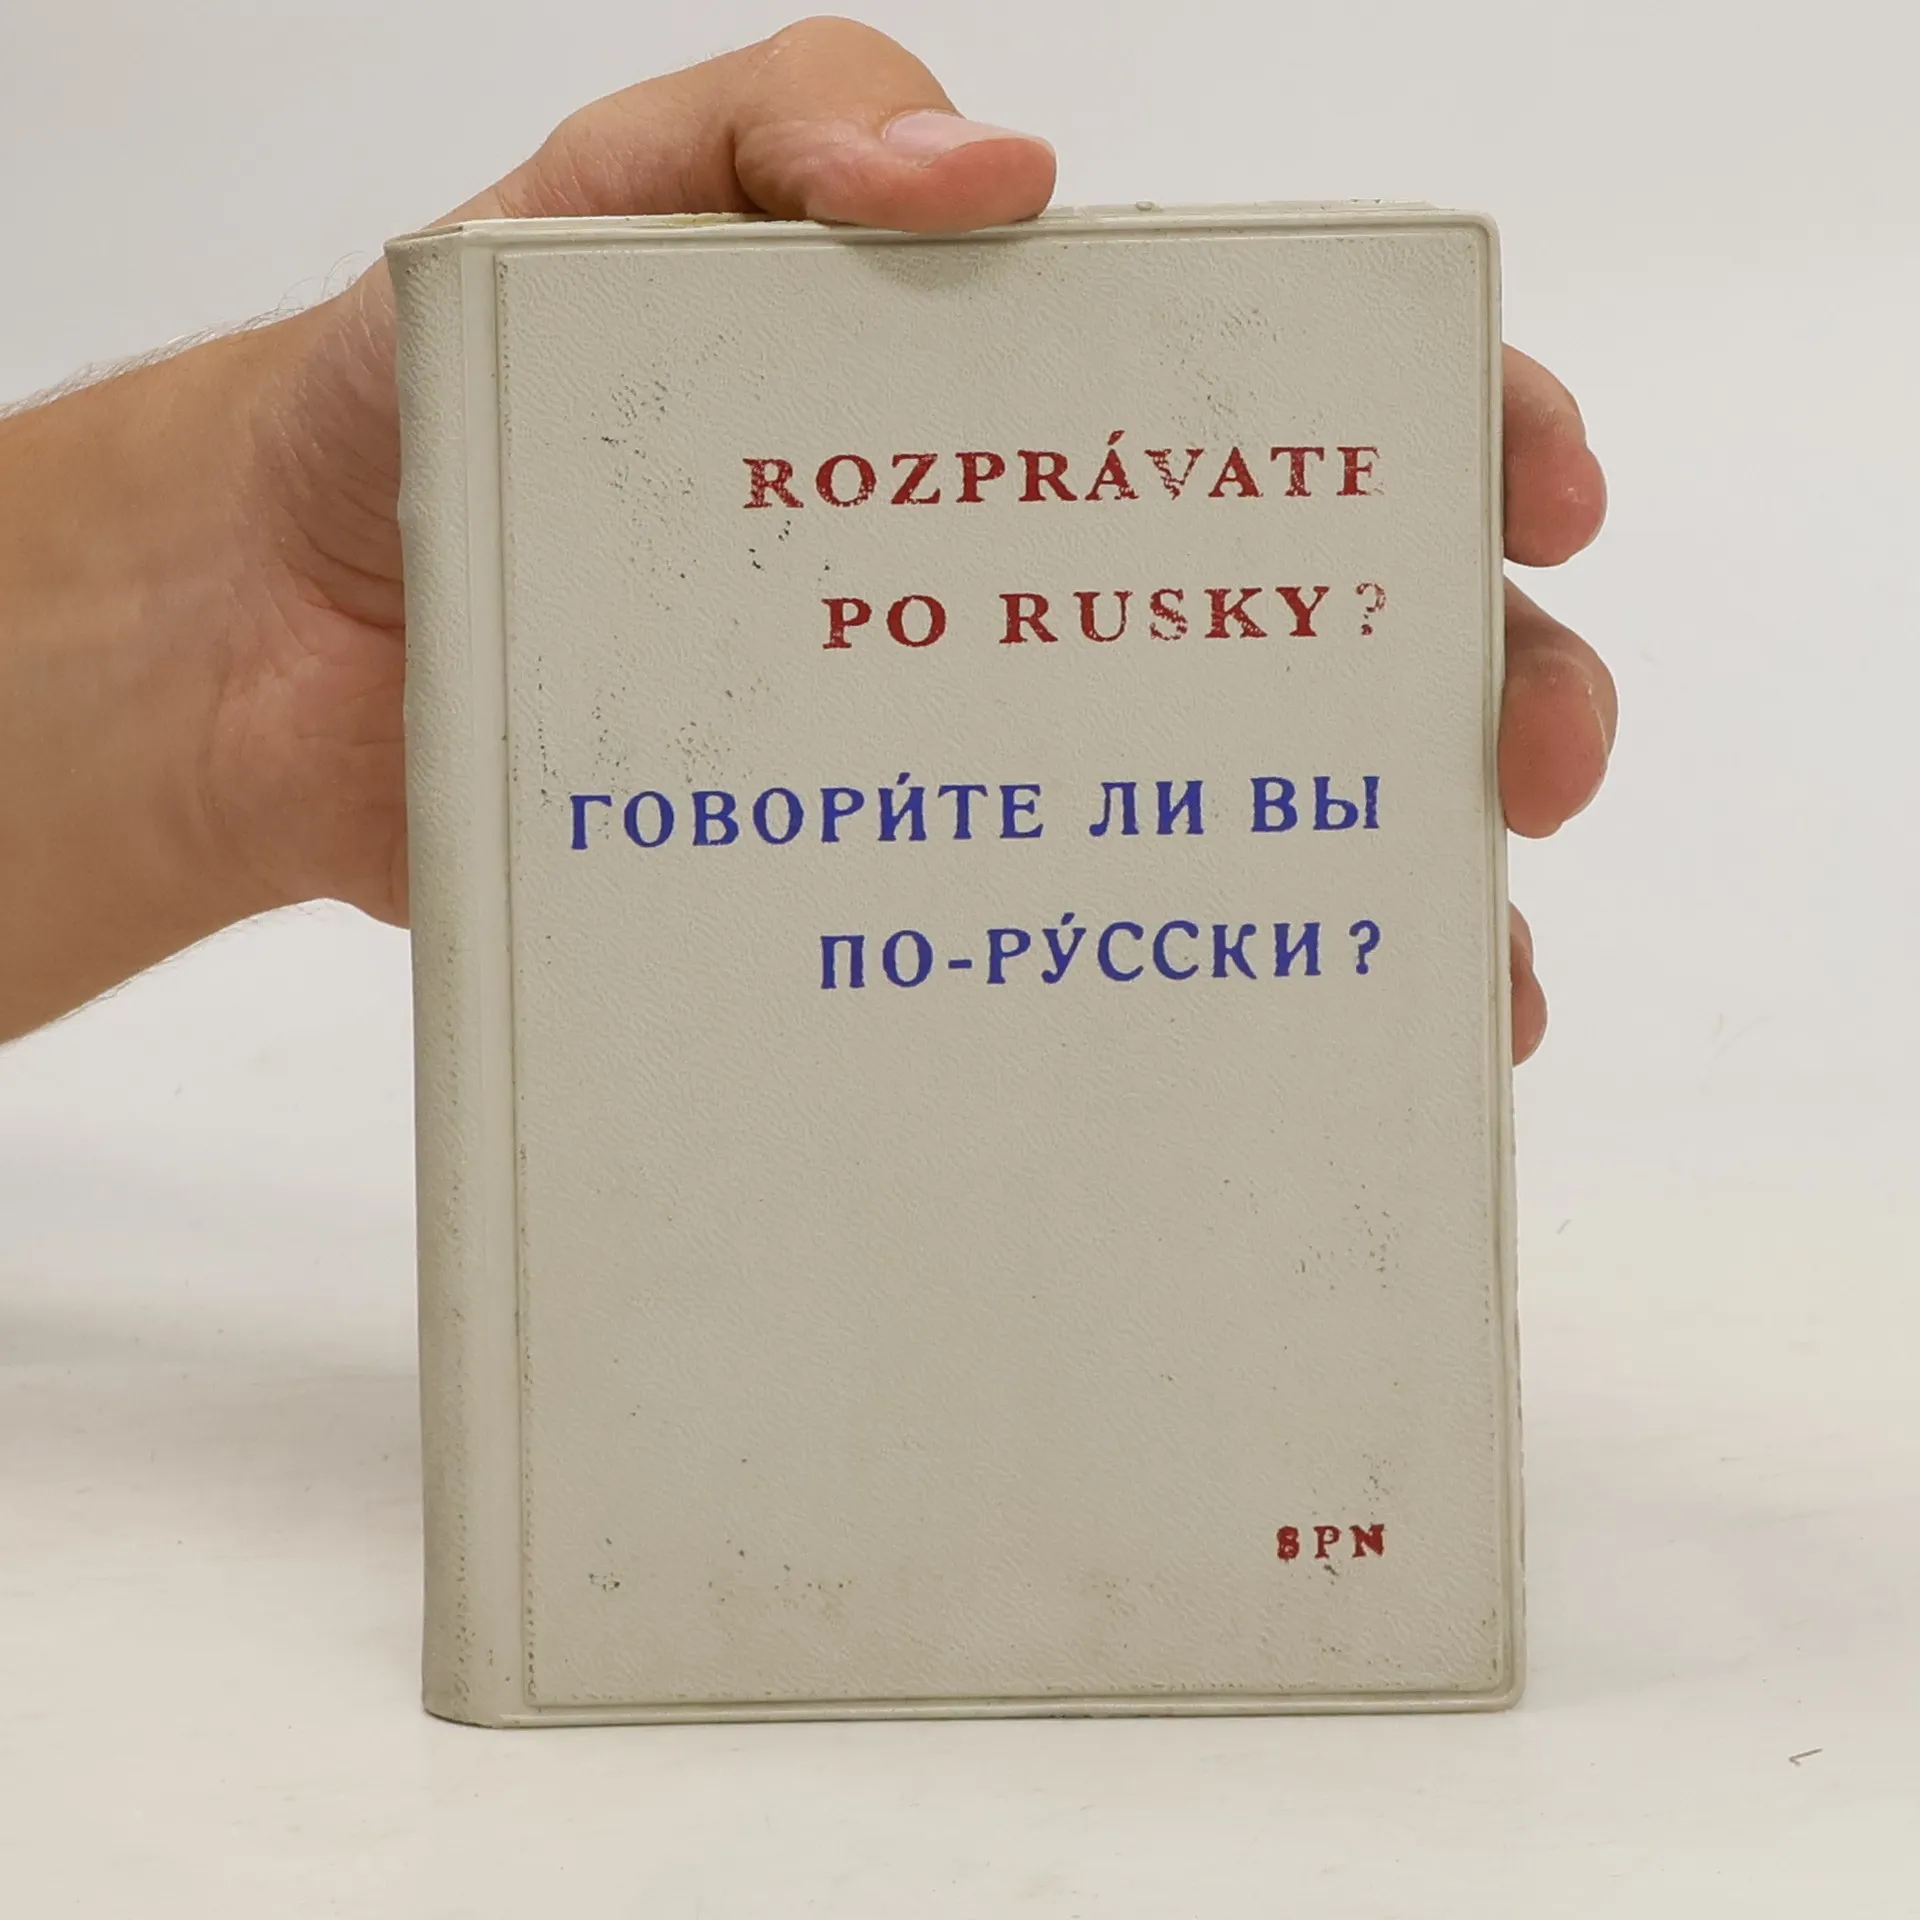 ROZPRÁVATE
PO RUSKY?
ГОВОРИ́ТЕ ЛИ ВЫ
ПО-РУ́ССКИ?
SPN